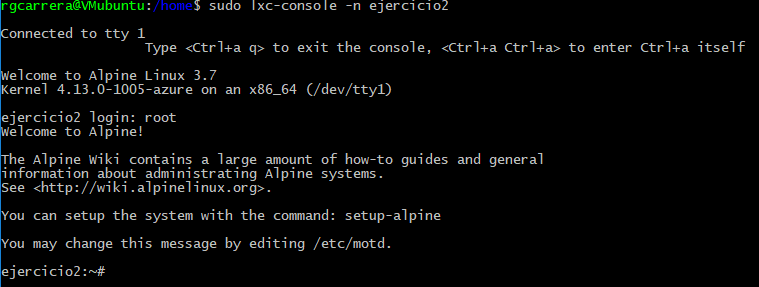 rgcarrera@VMubuntu:/home$ sudo lxc-console -n ejercicio2
Connected to tty 1
Type <Ctrl+a q> to exit the console, <Ctrl+a Ctrl+a> to enter Ctrl+a itself
Welcome to Alpine Linux 3.7
Kernel 4.13.0-1005-azure on an x86_64 (/dev/tty1)
ejercicio2 login: root
Welcome to Alpine!
The Alpine Wiki contains a large amount of how-to guides and general
information about administrating Alpine systems.
See <http://wiki.alpinelinux.org>.
You can setup the system with the command: setup-alpine
You may change this message by editing /etc/motd.
ejercicio2:~#